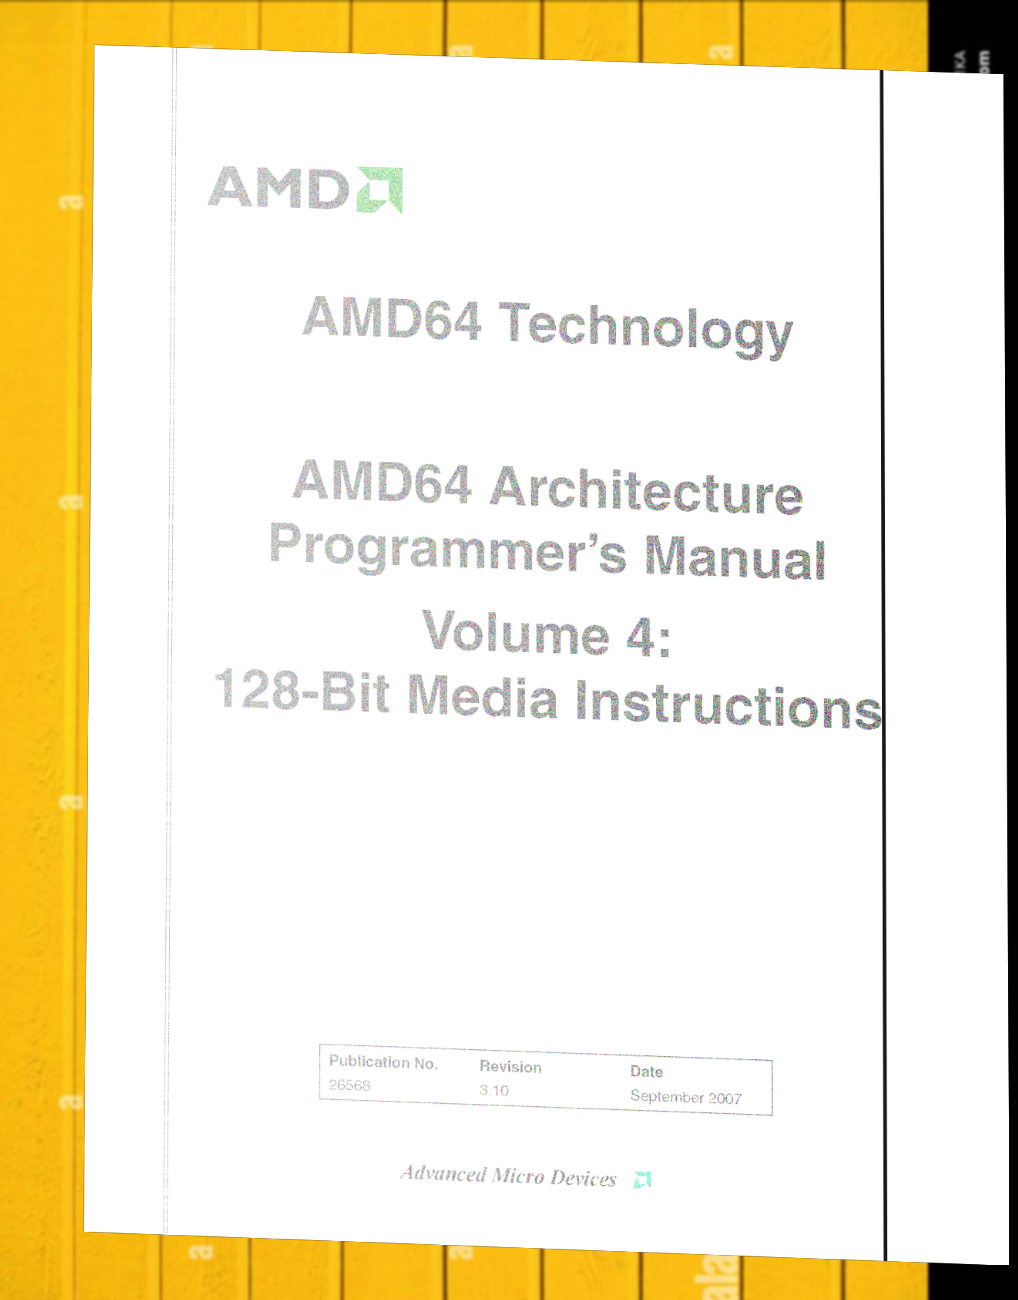 AMD
AMD64 Technology
AMD64 Architecture
Programmer's Manual
Volume 4:
128-Bit Media Instructions
Publication No. Revision Date
26568 3.10 September 2007
Advanced Micro Devices
a
a
a
a
a
a
a
a
ala